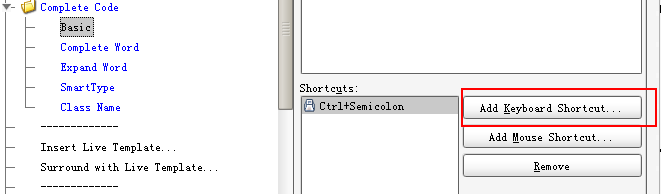 Complete Code
Basic
Complete Word
Expand Word
SmartType
Class Name
-------------
Insert Live Template...
Surround with Live Template...
-------------
Shortcuts:
Ctrl+Semicolon
Add Keyboard Shortcut...
Add Mouse Shortcut...
Remove